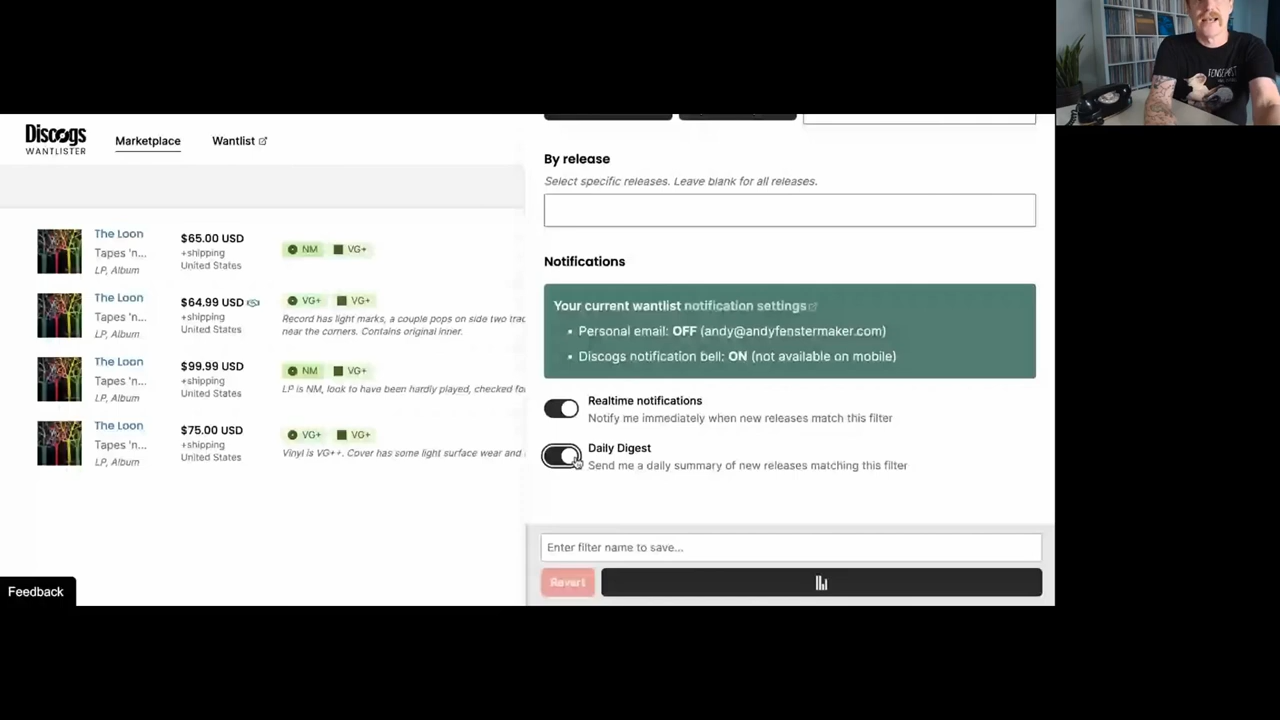 Discogs
WANTLISTER
Marketplace
Wantlist
The Loon
Tapes 'n...
LP, Album
$65.00 USD
+shipping
United States
NM
VG+
The Loon
Tapes 'n...
LP, Album
$64.99 USD
+shipping
United States
VG+
VG+
Record has light marks, a couple pops on side two trac
near the corners. Contains original inner.
The Loon
Tapes 'n...
LP, Album
$99.99 USD
+shipping
United States
NM
VG+
LP is NM, look to have been hardly played, checked for
The Loon
Tapes 'n...
LP, Album
$75.00 USD
+shipping
United States
VG+
VG+
Vinyl is VG++. Cover has some light surface wear and
Feedback
By release
Select specific releases. Leave blank for all releases.
Notifications
Your current wantlist notification settings
Personal email: OFF (andy@andyfenstermaker.com)
Discogs notification bell: ON (not available on mobile)
Realtime notifications
Notify me immediately when new releases match this filter
Daily Digest
Send me a daily summary of new releases matching this filter
Enter filter name to save...
Revert